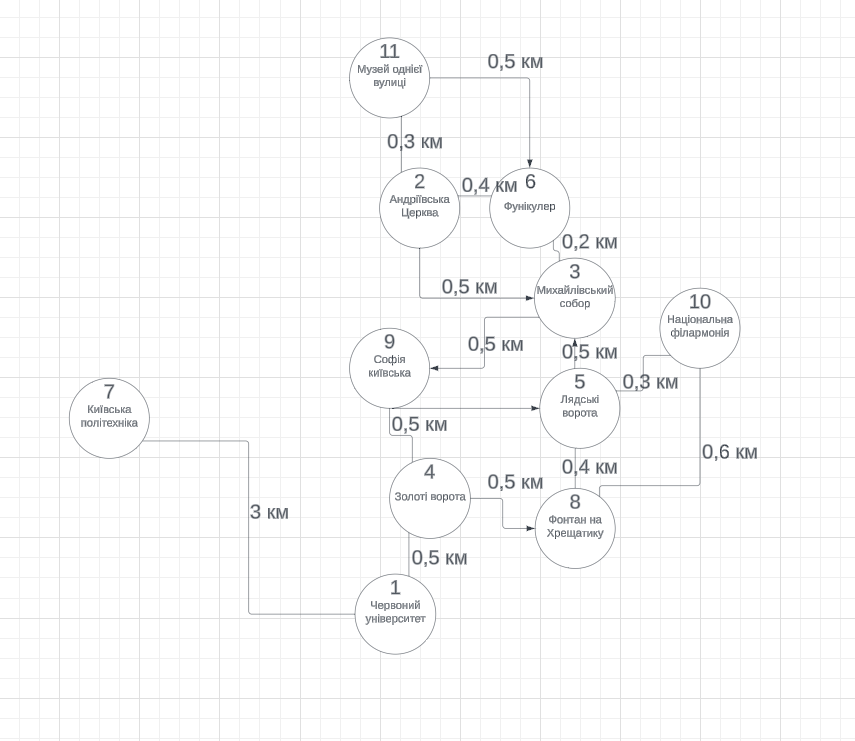 11
Музей однієї
вулиці
0,5 км
0,3 км
2
Андріївська
Церква
0,4 км
6
Фунікулер
0,2 км
3
Михайлівський
собор
0,5 км
10
Національна
філармонія
9
Софія
київська
0,5 км
0,5 км
5
Лядські
ворота
0,3 км
7
Київська
політехніка
0,5 км
4
Золоті ворота
0,5 км
0,4 км
0,6 км
8
Фонтан на
Хрещатику
3 км
0,5 км
1
Червоний
університет